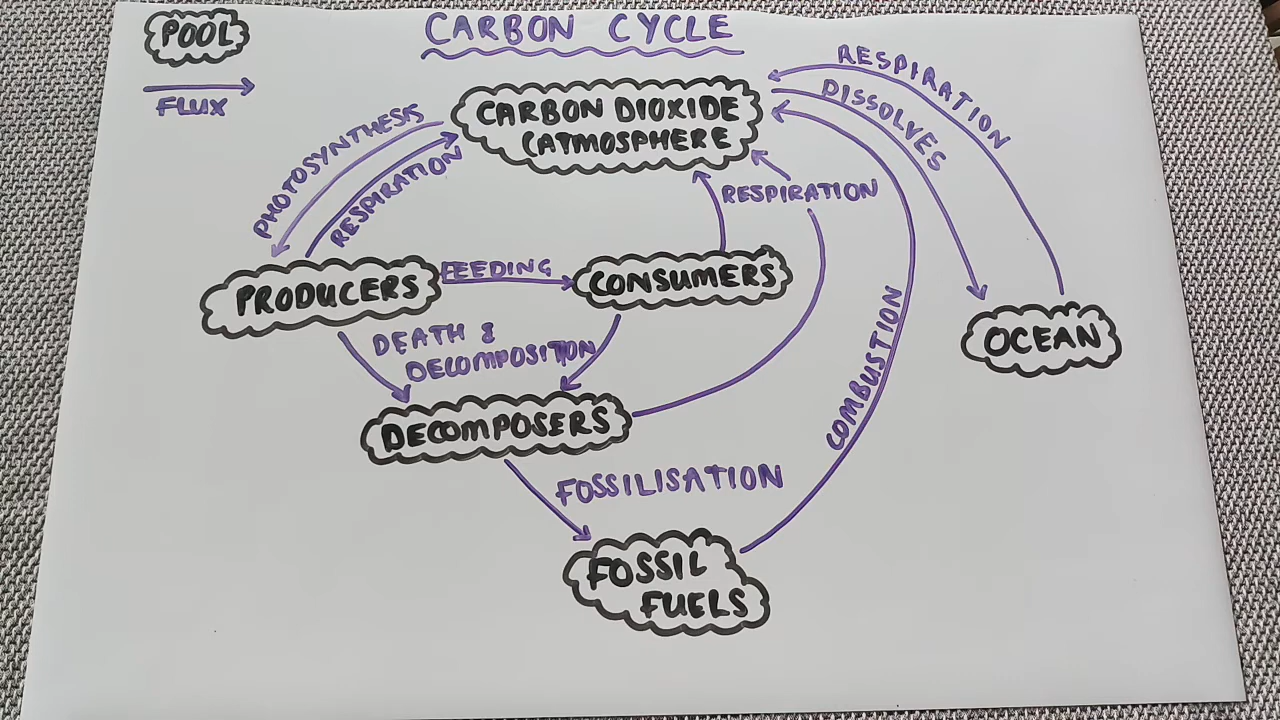 POOL
FLUX
CARBON CYCLE
CARBON DIOXIDE
(ATMOSPHERE
PHOTOSYNTHESIS
RESPIRATION
RESPIRATION
DISSOLVES
RESPIRATION
PRODUCERS
FEEDING
CONSUMERS
OCEAN
DEATH &
DECOMPOSITION
COMBUSTION
DECOMPOSERS
FOSSILISATION
FOSSIL
FUELS